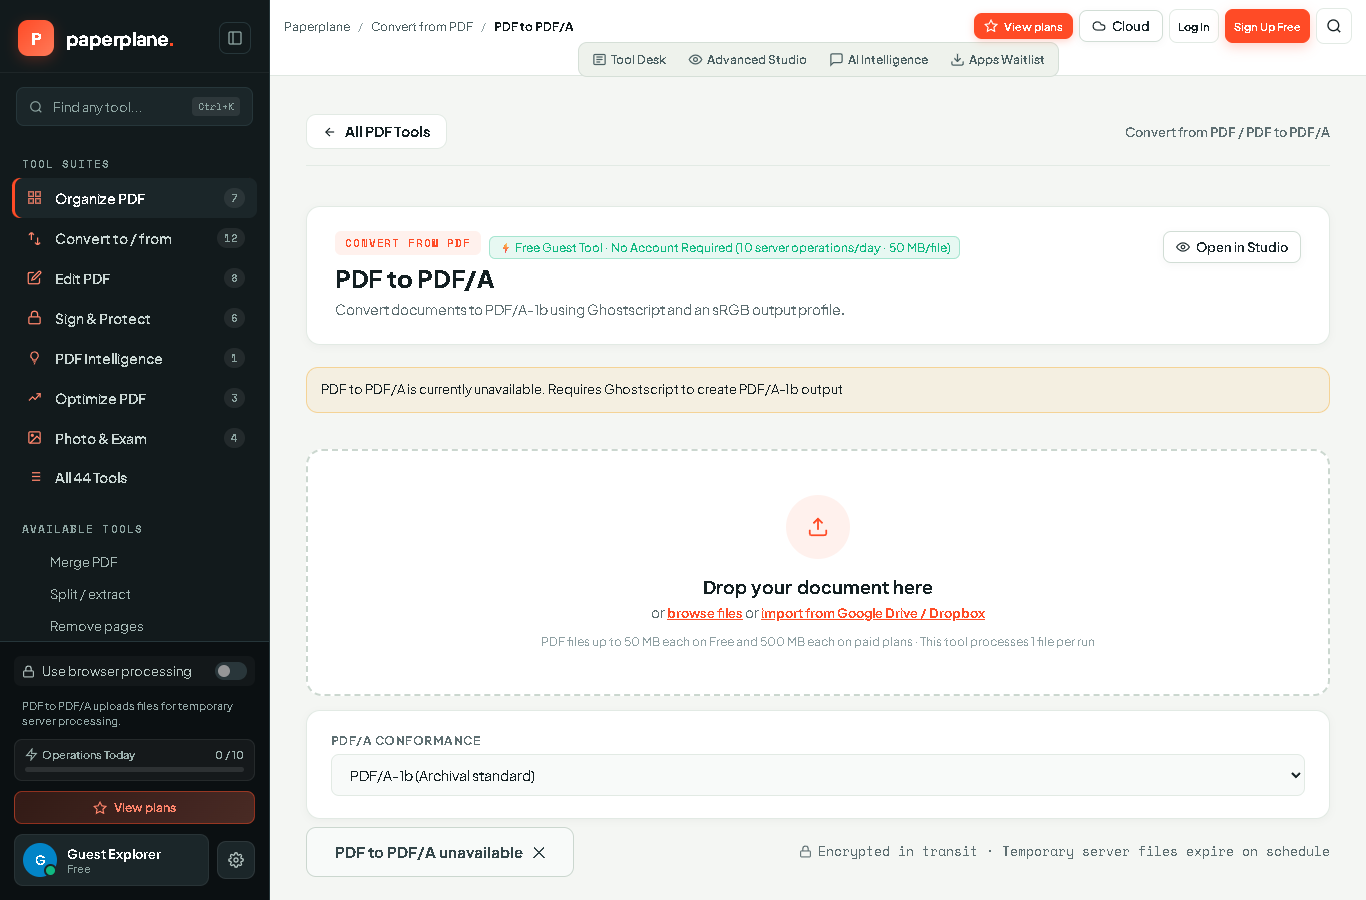 P paperplane.
Find any tool... Ctrl+K
TOOL SUITES
Organize PDF 7
Convert to / from 12
Edit PDF 8
Sign & Protect 6
PDF Intelligence 1
Optimize PDF 3
Photo & Exam 4
All 44 Tools
AVAILABLE TOOLS
Merge PDF
Split / extract
Remove pages
Use browser processing
PDF to PDF/A uploads files for temporary
server processing.
Operations Today 0 / 10
View plans
G Guest Explorer
Free
Paperplane / Convert from PDF / PDF to PDF/A
View plans Cloud Log In Sign Up Free
Tool Desk Advanced Studio AI Intelligence Apps Waitlist
All PDF Tools Convert from PDF / PDF to PDF/A
CONVERT FROM PDF Free Guest Tool · No Account Required (10 server operations/day · 50 MB/file) Open in Studio
PDF to PDF/A
Convert documents to PDF/A-1b using Ghostscript and an sRGB output profile.
PDF to PDF/A is currently unavailable. Requires Ghostscript to create PDF/A-1b output
Drop your document here
or browse files or import from Google Drive / Dropbox
PDF files up to 50 MB each on Free and 500 MB each on paid plans · This tool processes 1 file per run
PDF/A CONFORMANCE
PDF/A-1b (Archival standard)
PDF to PDF/A unavailable
Encrypted in transit · Temporary server files expire on schedule